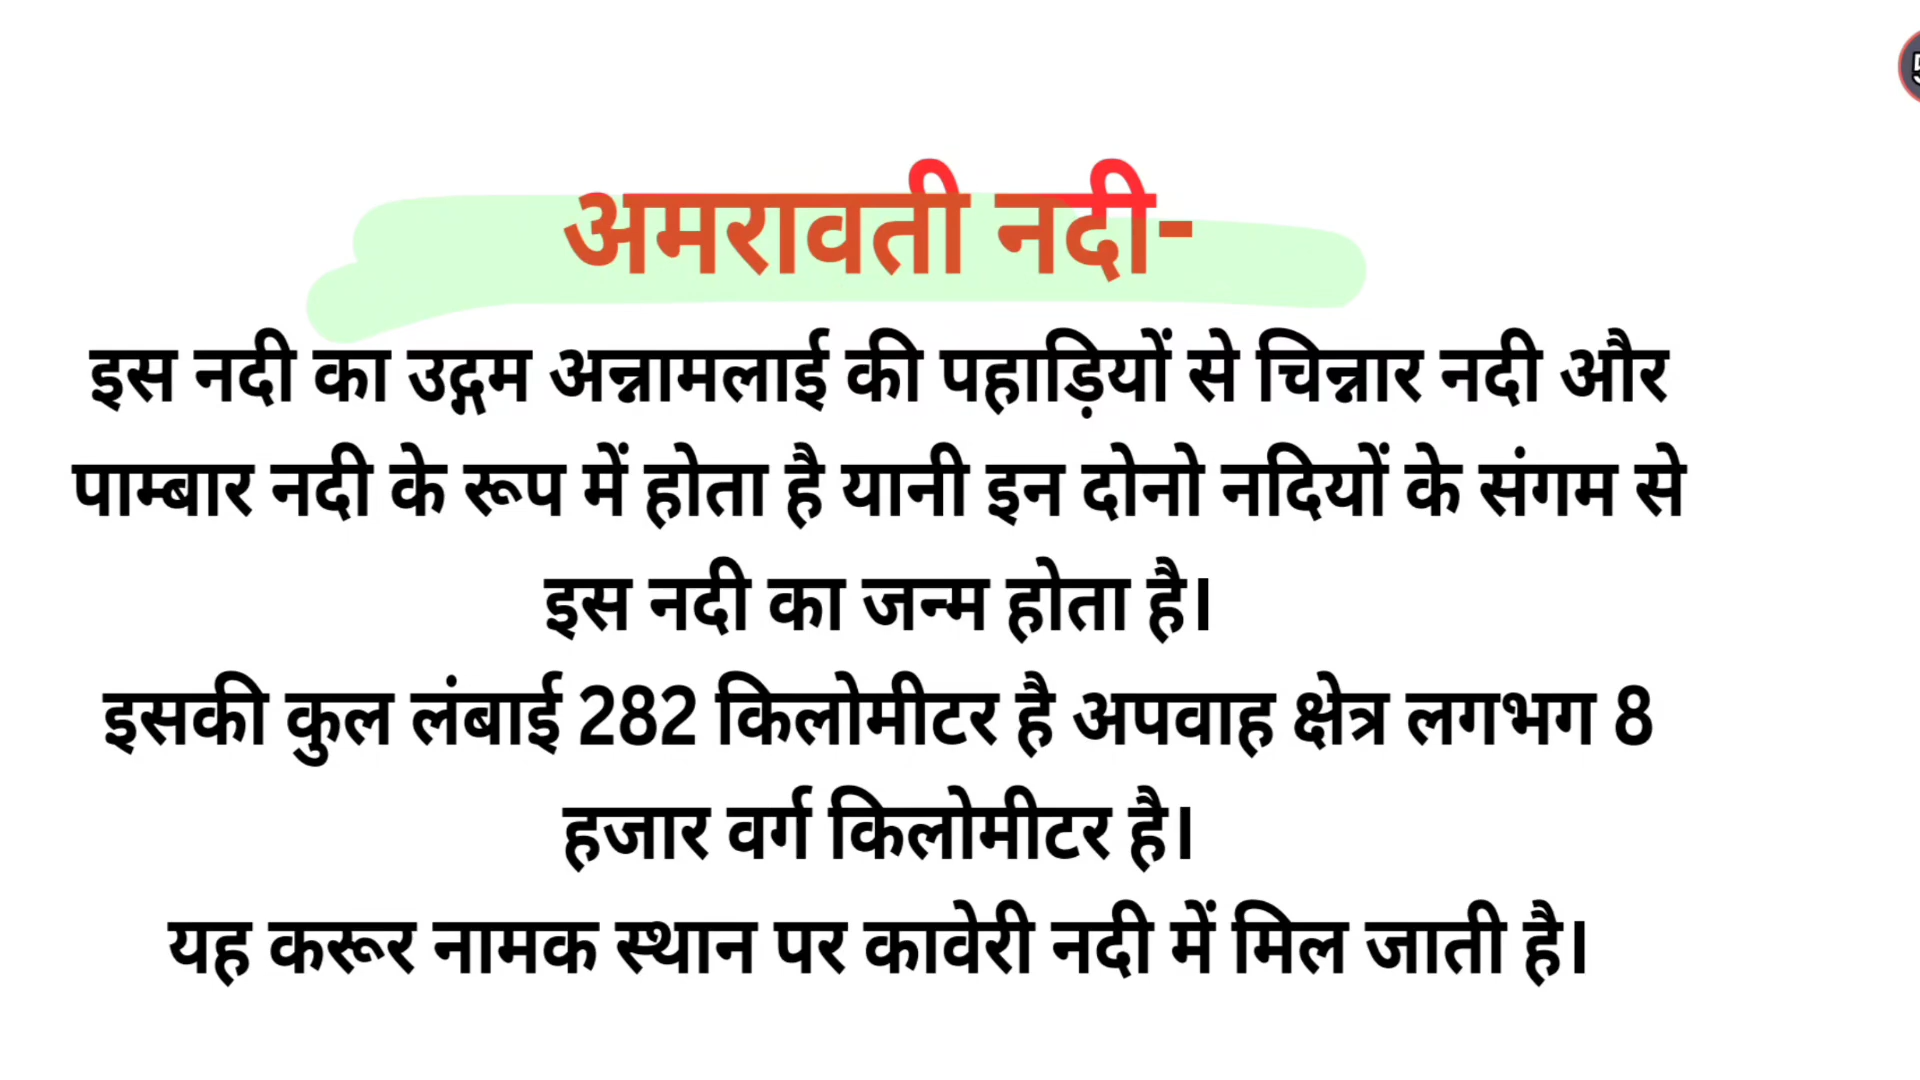 अमरावती नदी-
इस नदी का उद्गम अन्नामलाई की पहाड़ियों से चिन्नार नदी और
पाम्बार नदी के रूप में होता है यानी इन दोनो नदियों के संगम से
इस नदी का जन्म होता है।
इसकी कुल लंबाई 282 किलोमीटर है अपवाह क्षेत्र लगभग 8
हजार वर्ग किलोमीटर है।
यह करूर नामक स्थान पर कावेरी नदी में मिल जाती है।